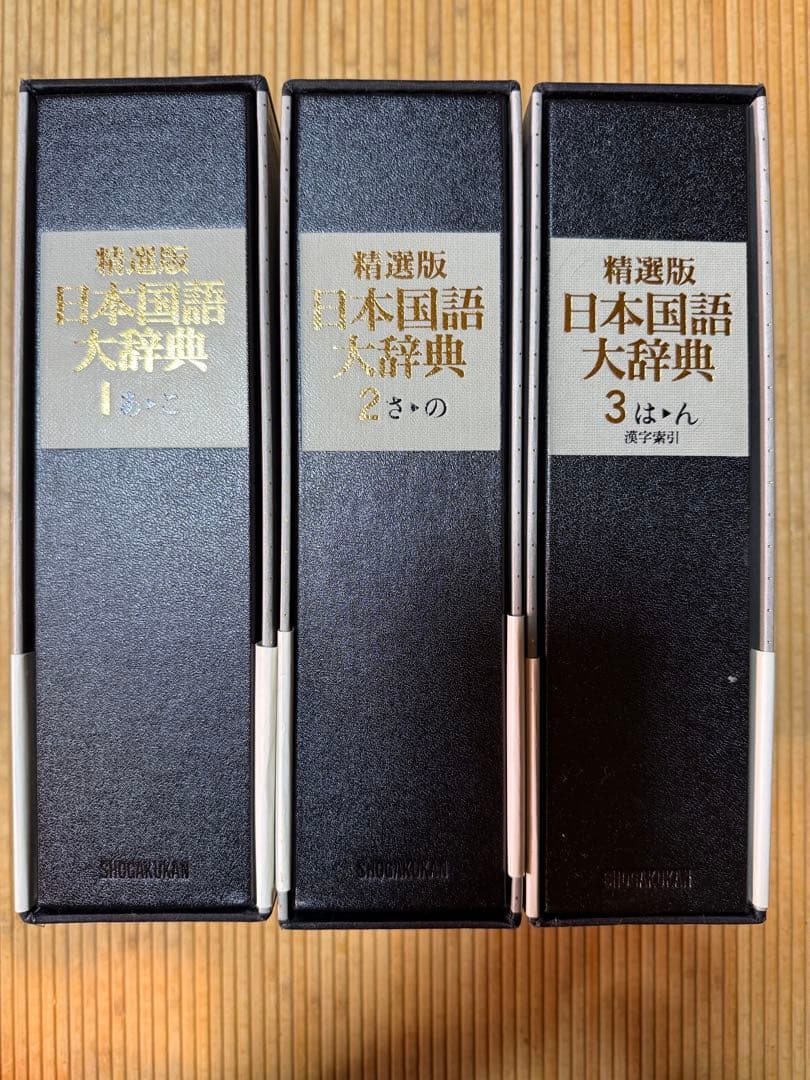 精選版
日本国語
大辞典
1 あ▶こ
SHOGAKUKAN
精選版
日本国語
大辞典
2 さ▶の
SHOGAKUKAN
精選版
日本国語
大辞典
3 は▶ん
漢字索引
SHOGAKUKAN